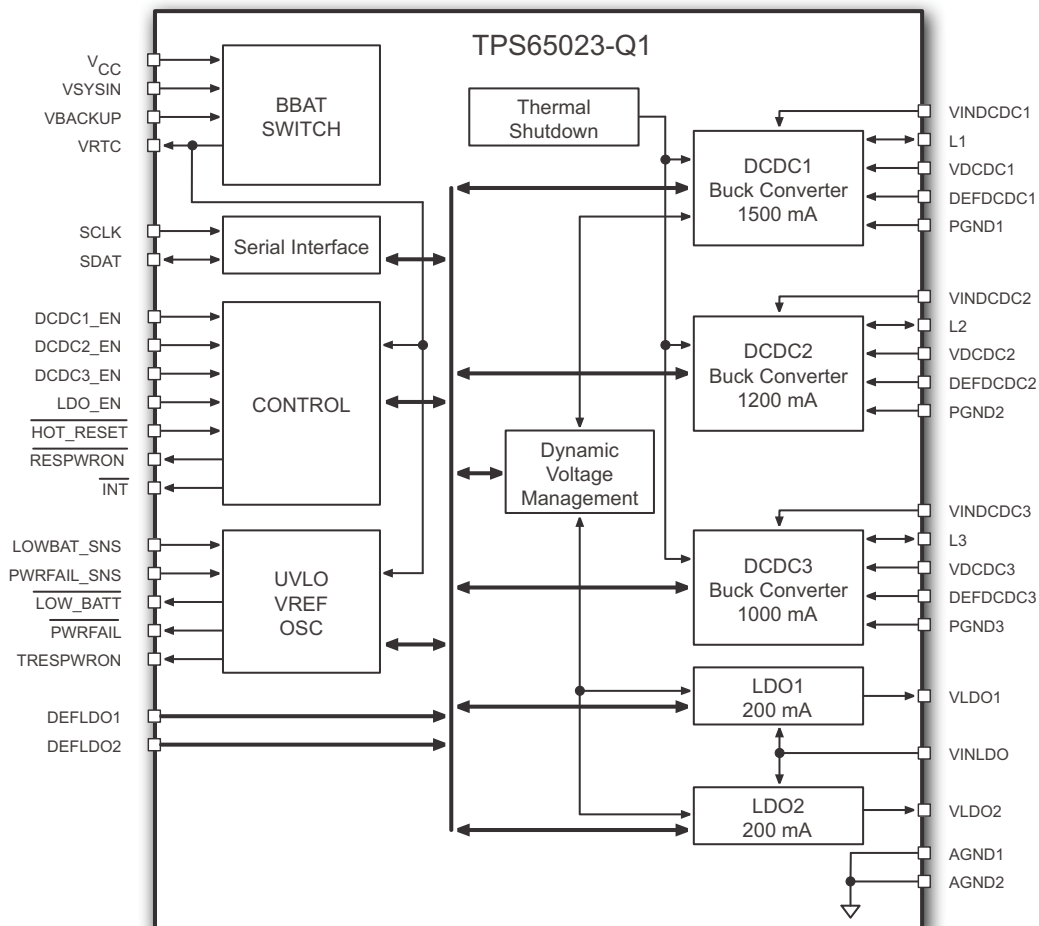 TPS65023-Q1
VCC
VSYSIN
VBACKUP
VRTC
BBAT
SWITCH
SCLK
SDAT
Serial Interface
DCDC1_EN
DCDC2_EN
DCDC3_EN
LDO_EN
HOT_RESET
RESPWRON
INT
CONTROL
LOWBAT_SNS
PWRFAIL_SNS
LOW_BATT
PWRFAIL
TRESPWRON
UVLO
VREF
OSC
DEFLDO1
DEFLDO2
Thermal
Shutdown
Dynamic
Voltage
Management
DCDC1
Buck Converter
1500 mA
VINDCDC1
L1
VDCDC1
DEFDCDC1
PGND1
DCDC2
Buck Converter
1200 mA
VINDCDC2
L2
VDCDC2
DEFDCDC2
PGND2
DCDC3
Buck Converter
1000 mA
VINDCDC3
L3
VDCDC3
DEFDCDC3
PGND3
LDO1
200 mA
VLDO1
VINLDO
LDO2
200 mA
VLDO2
AGND1
AGND2